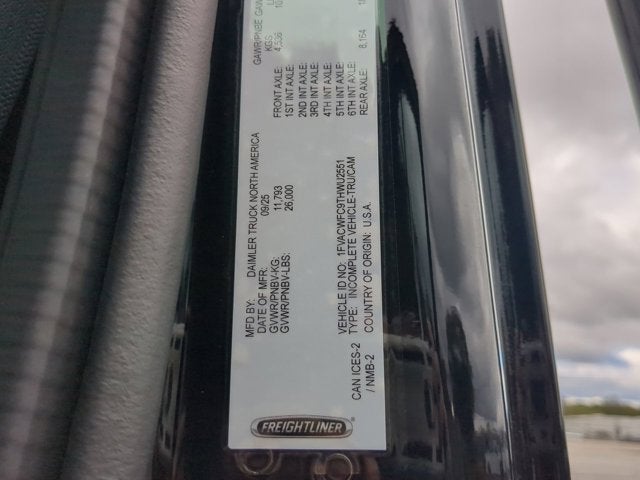 MFD BY: DAIMLER TRUCK NORTH AMERICA
DATE OF MFR: 09/25
GVWR/PNBV-KG: 11,793
GVWR/PNBV-LBS: 26,000
GAWR/PNBE
KGS
FRONT AXLE: 4,536
1ST INT AXLE:
2ND INT AXLE:
3RD INT AXLE:
4TH INT AXLE:
5TH INT AXLE:
6TH INT AXLE:
REAR AXLE: 8,164
VEHICLE ID NO: 1FVACWFC9THWU2551
TYPE: INCOMPLETE VEHICLE-TRU/CAM
COUNTRY OF ORIGIN: U.S.A.
CAN ICES-2
/ NMB-2
FREIGHTLINER